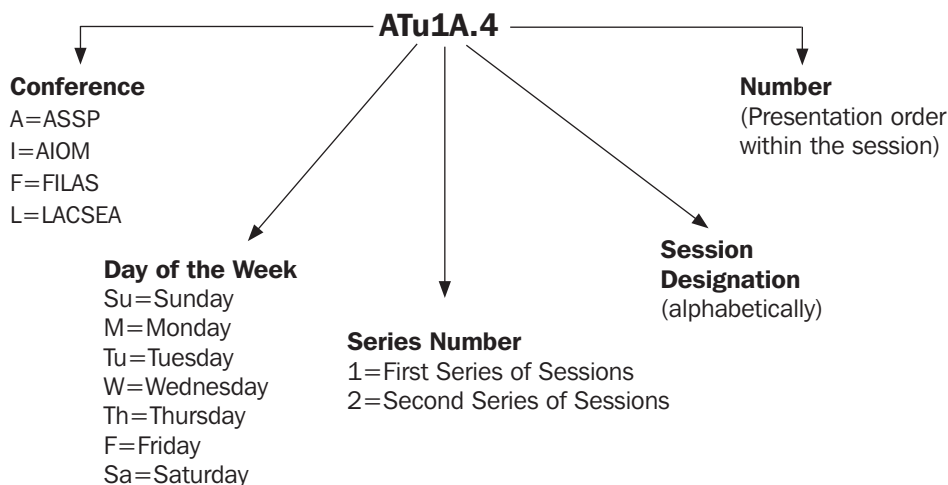 ATu1A.4
Conference
A=ASSP
I=AIOM
F=FILAS
L=LACSEA
Day of the Week
Su=Sunday
M=Monday
Tu=Tuesday
W=Wednesday
Th=Thursday
F=Friday
Sa=Saturday
Series Number
1=First Series of Sessions
2=Second Series of Sessions
Session
Designation
(alphabetically)
Number
(Presentation order
within the session)